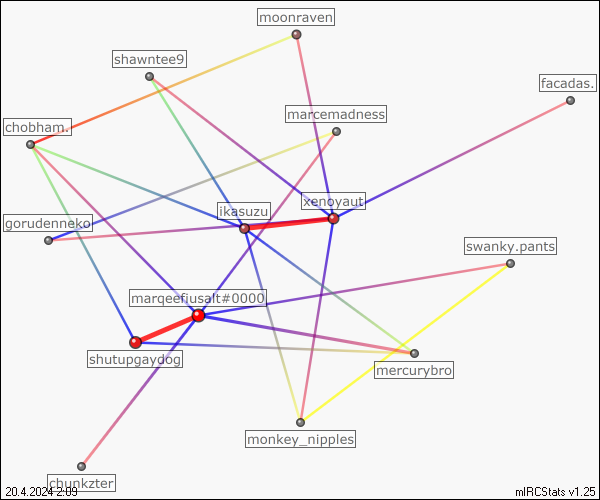 moonraven
shawntee9
facadas.
marcemadness
chobham.
xenoyaut
ikasuzu
gorudenneko
swanky.pants
marqeefiusalt#0000
shutupgaydog
mercurybro
monkey_nipples
chunkzter
20.4.2024 2:09
mIRCStats v1.25